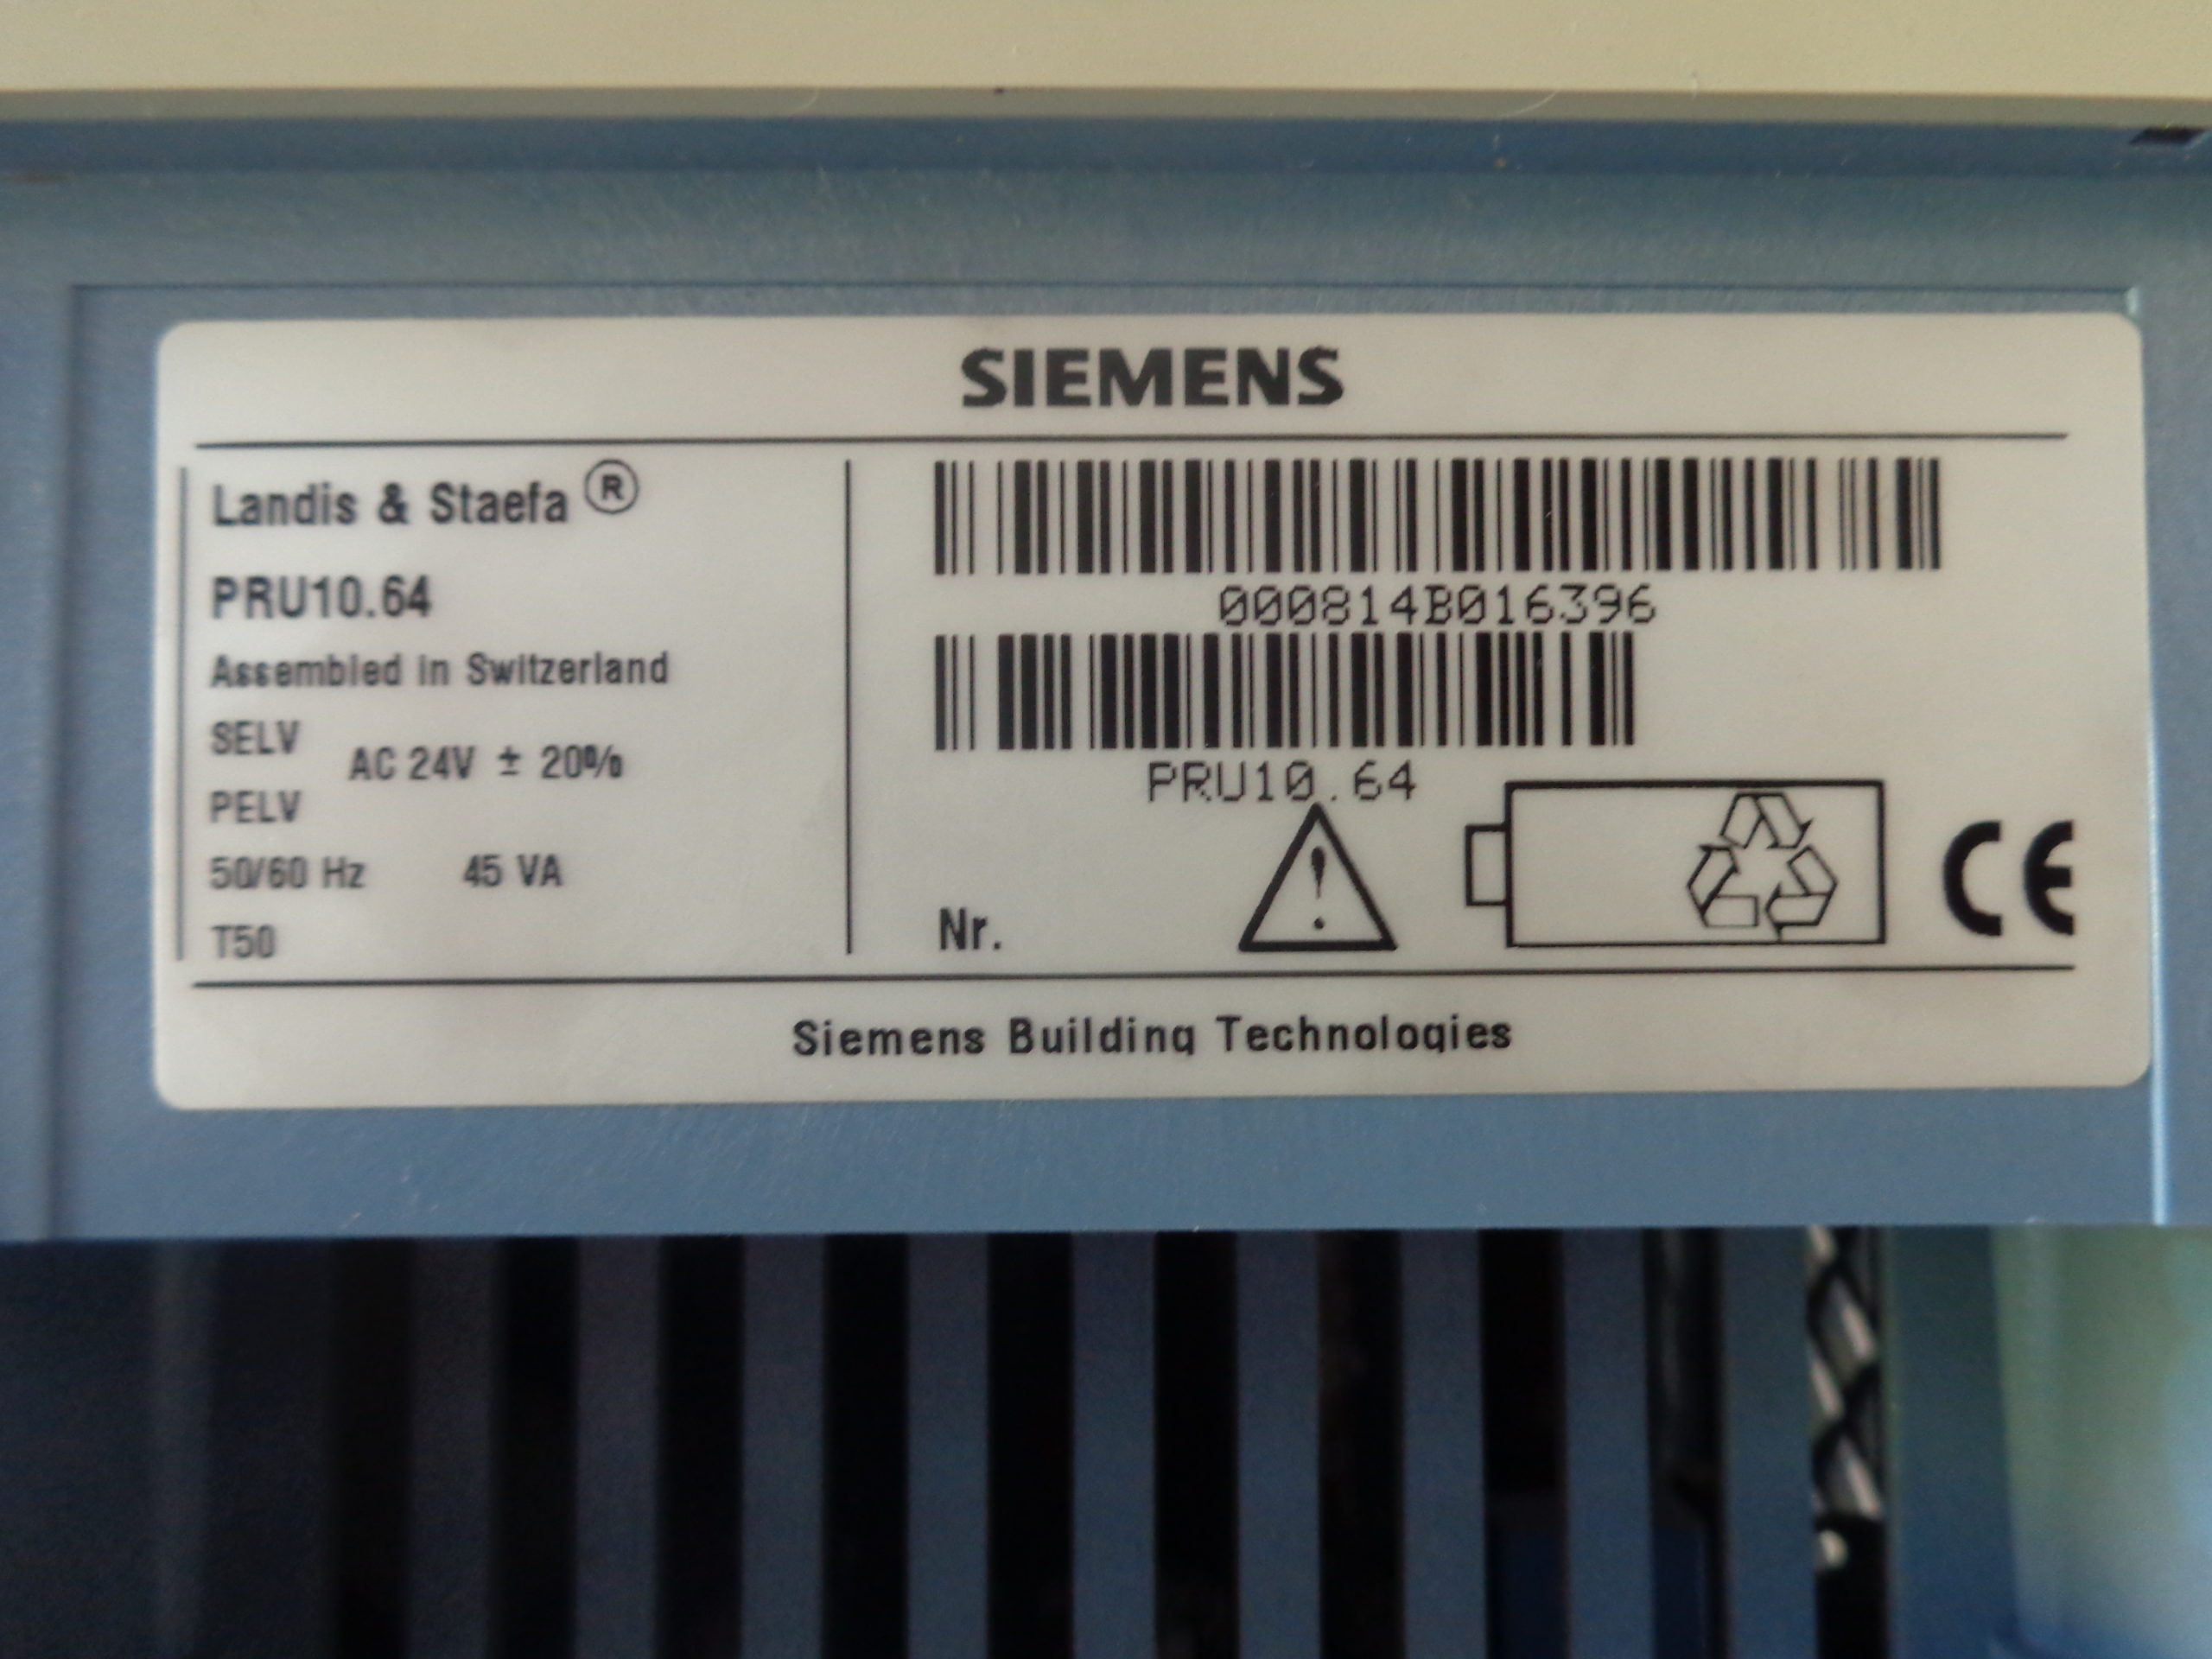 SIEMENS
Landis & Staefa ®
PRU10.64
Assembled in Switzerland
SELV
AC 24V ± 20%
PELV
50/60 Hz 45 VA
T50
000814B016396
PRU10.64
Nr.
!
CE
Siemens Building Technologies